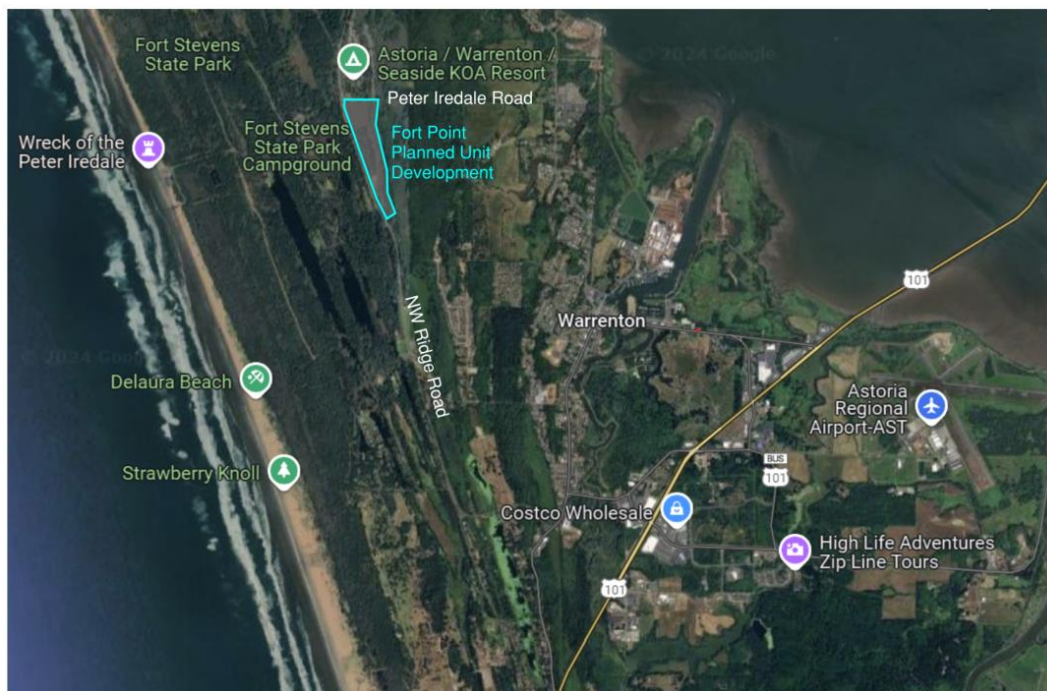 Fort Stevens
State Park
Astoria / Warrenton /
Seaside KOA Resort
© 2024 Google
Peter Iredale Road
Wreck of the
Peter Iredale
Fort Stevens
State Park
Campground
Fort Point
Planned Unit
Development
101
NW Ridge Road
Warrenton
© 2024 Google
Delaura Beach
Astoria
Regional
Airport-AST
Strawberry Knoll
BUS
101
Costco Wholesale
High Life Adventures
Zip Line Tours
101